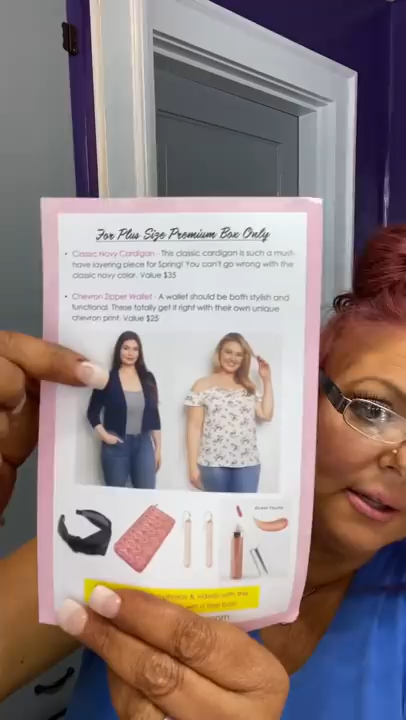 For Plus Size Premium Box Only
• Classic Navy Cardigan - This classic cardigan is such a must-
have layering piece for Spring! You can't go wrong with the
classic navy color. Value $35
• Chevron Zipper Wallet - A wallet should be both stylish and
functional. These totally get it right with their own unique
chevron print. Value $25